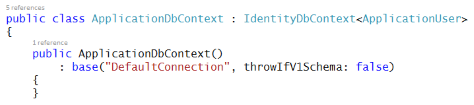 5 references
public class ApplicationDbContext : IdentityDbContext<ApplicationUser>
{
1 reference
public ApplicationDbContext()
: base("DefaultConnection", throwIfV1Schema: false)
{
}